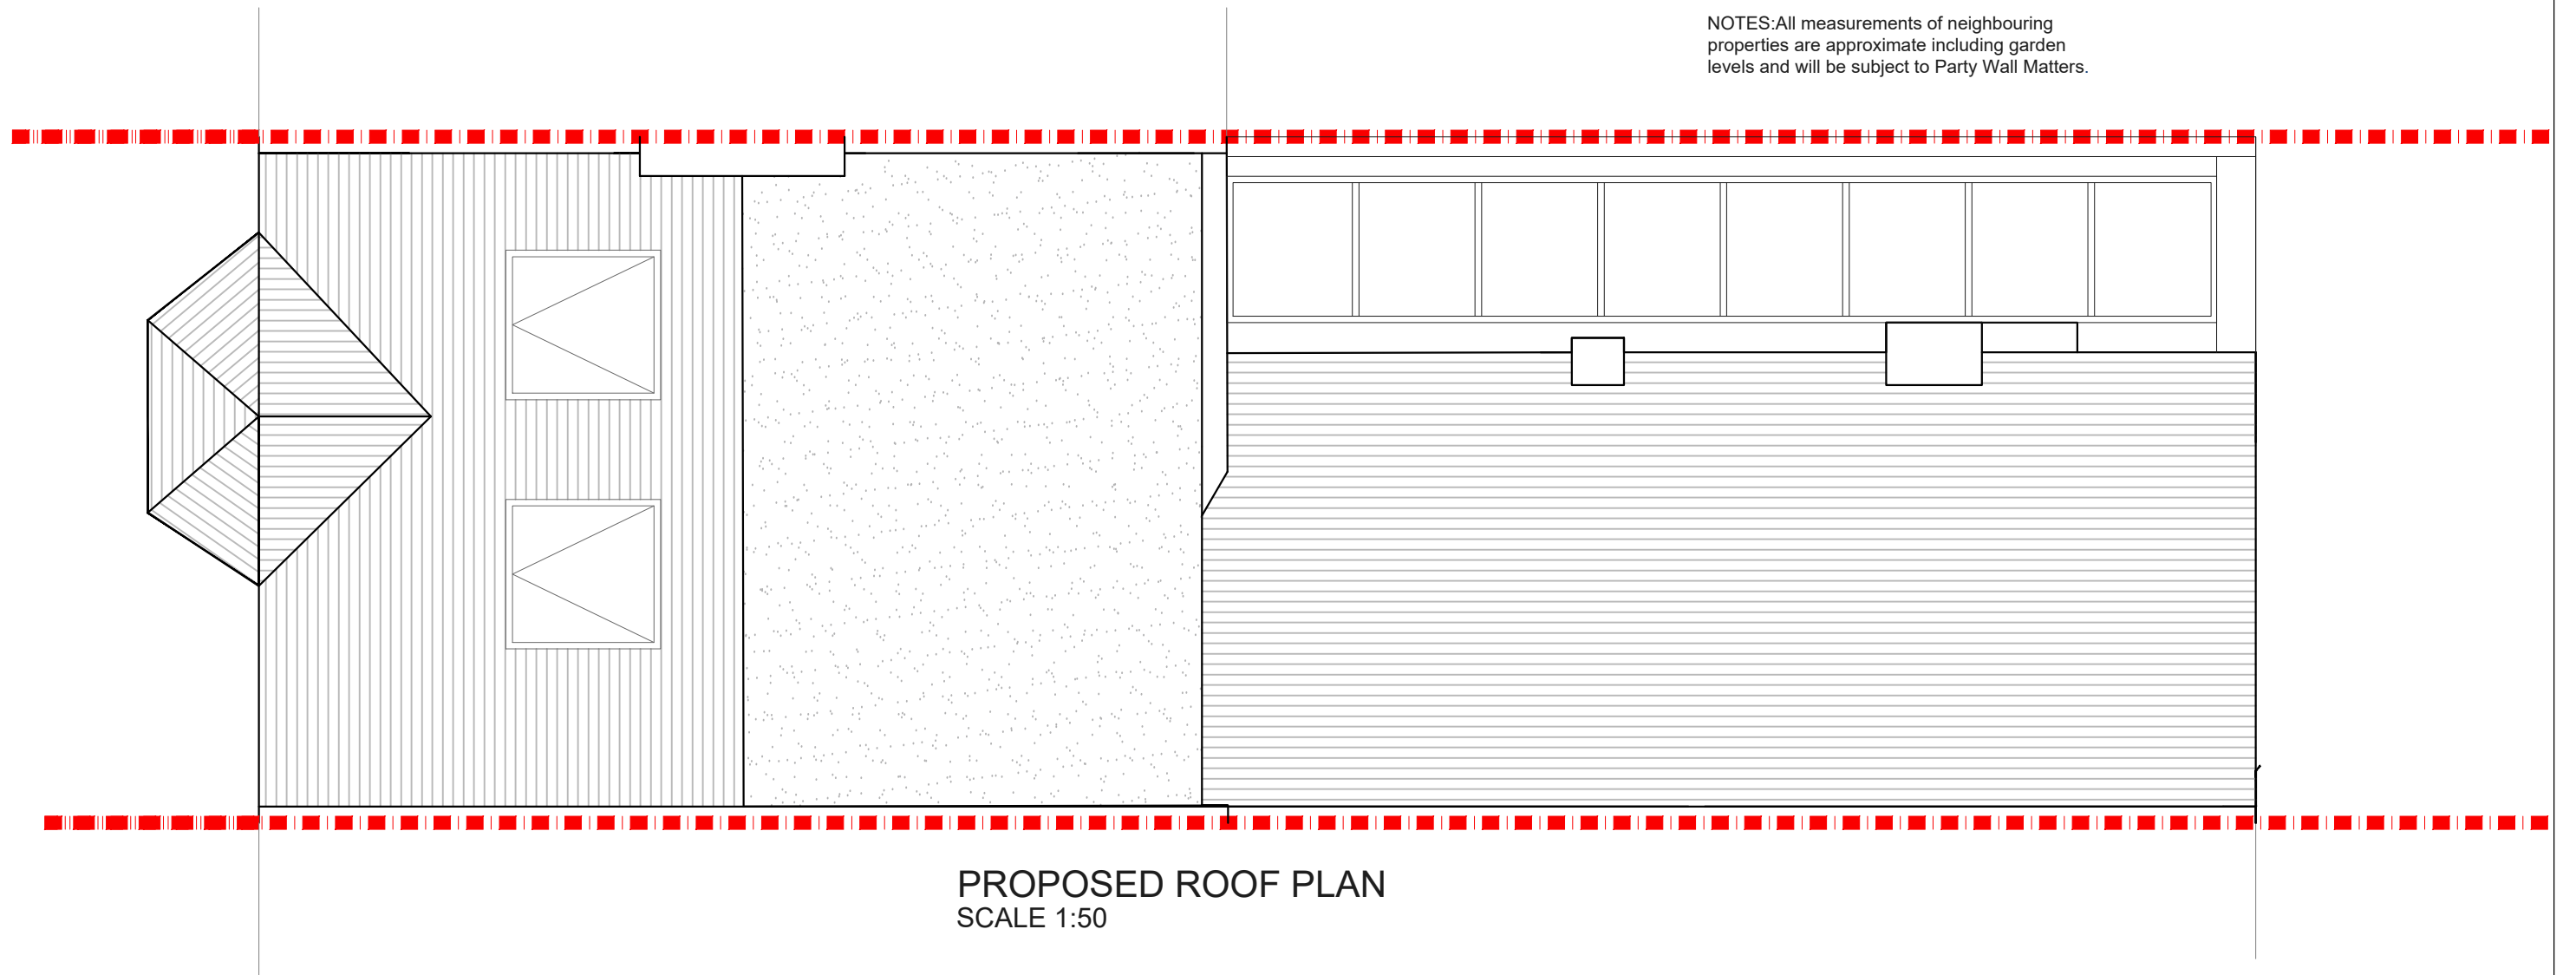 NOTES:All measurements of neighbouring
properties are approximate including garden
levels and will be subject to Party Wall Matters.
PROPOSED ROOF PLAN
SCALE 1:50